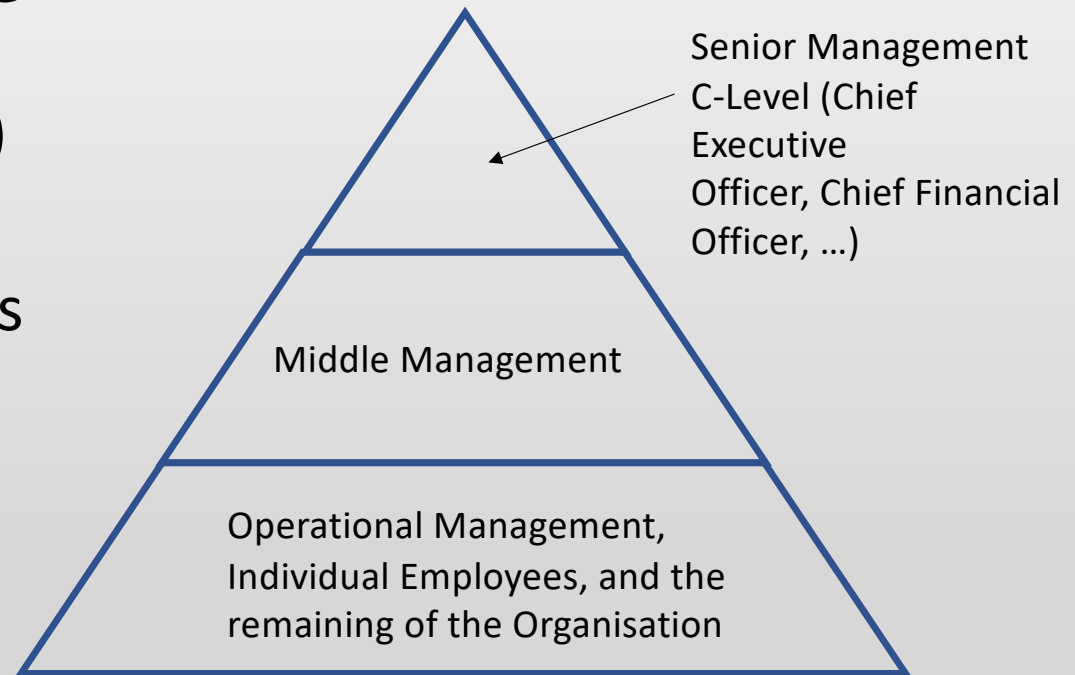 )
s
Senior Management
C-Level (Chief
Executive
Officer, Chief Financial
Officer, …)
Middle Management
Operational Management,
Individual Employees, and the
remaining of the Organisation